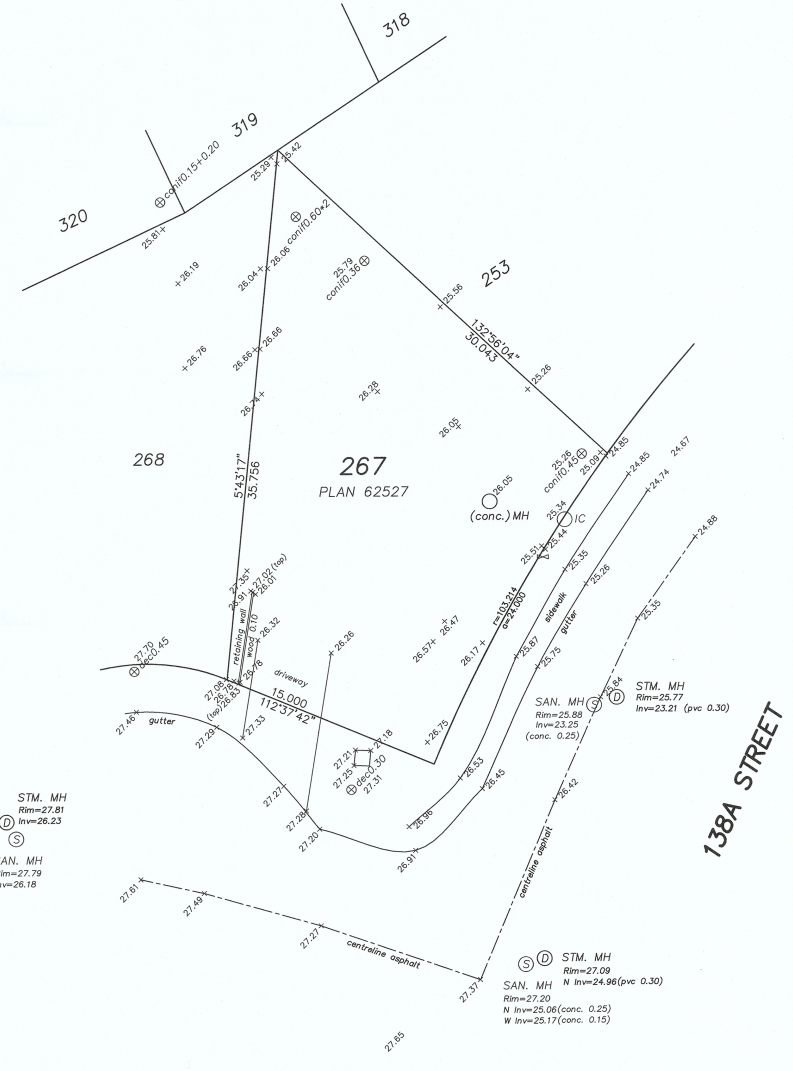 318
319
25.42
25.29
conif0.15+0.20
320
25.81
conif0.60*2
26.06
26.04
26.19
25.79
conif0.36
253
25.56
132°56'04"
30.043
26.66
26.66
26.76
25.26
26.28
26.74
26.05
24.85
25.09
25.26
conif0.45
24.85
24.67
24.74
268
267
PLAN 62527
5°43'17"
35.756
26.05
(conc.) MH
25.34
IC
24.88
25.44
25.51
25.35
25.26
27.35
27.02(top)
26.01
25.91
retaining wall
wood 0.10
r=103.214
a=24.000
sidewalk
gutter
25.35
26.32
26.26
26.47
26.57
26.17
25.87
25.75
27.70
dec0.45
26.78
driveway
15.000
112°37'42"
27.08
26.78
(top)26.83
25.84
STM. MH
Rim=25.77
Inv=23.21 (pvc 0.30)
SAN. MH
Rim=25.88
Inv=23.25
(conc. 0.25)
D
27.46
gutter
27.29
27.33
26.75
27.18
27.21
27.25
dec0.30
27.31
26.53
26.45
138A STREET
27.27
26.42
STM. MH
Rim=27.81
Inv=26.23
D
S
AN. MH
im=27.79
nv=26.18
27.28
27.20
26.96
26.91
centreline asphalt
27.61
27.49
27.27
centreline asphalt
S
D
STM. MH
Rim=27.09
N Inv=24.96(pvc 0.30)
27.37
SAN. MH
Rim=27.20
N Inv=25.06(conc. 0.25)
W Inv=25.17(conc. 0.15)
27.65